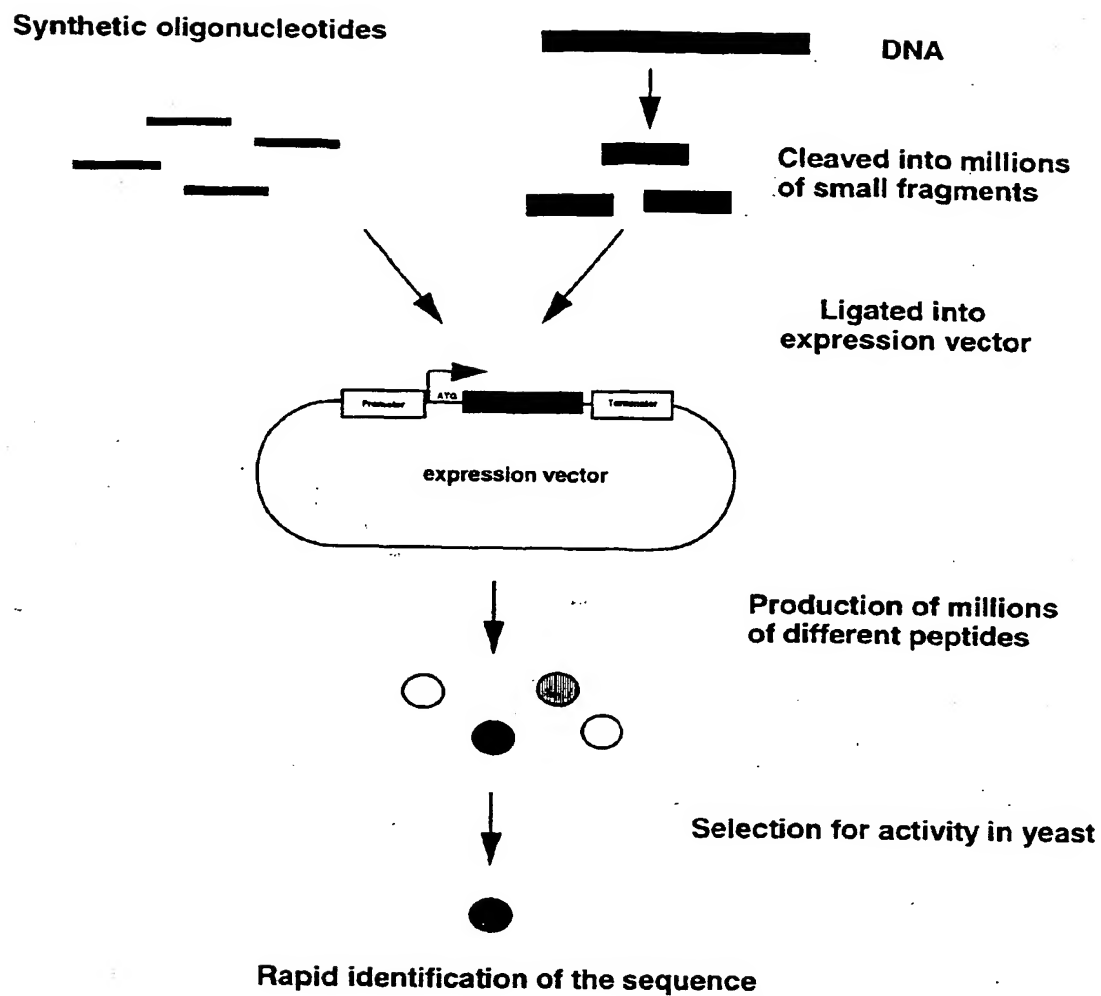 Synthetic oligonucleotides
DNA
Cleaved into millions
of small fragments
Ligated into
expression vector
Promoter
ATG
Terminator
expression vector
Production of millions
of different peptides
Selection for activity in yeast
Rapid identification of the sequence